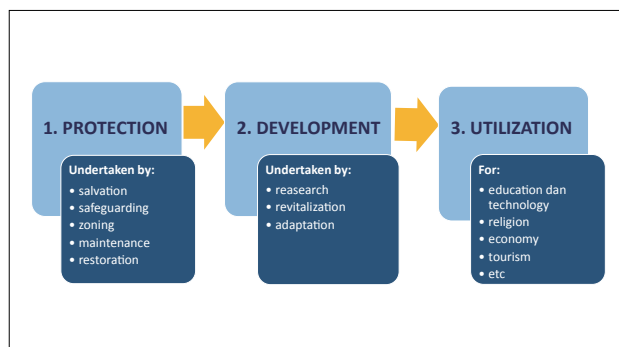 1. PROTECTION
Undertaken by:
• salvation
• safeguarding
• zoning
• maintenance
• restoration
2. DEVELOPMENT
Undertaken by:
• reasearch
• revitalization
• adaptation
3. UTILIZATION
For:
• education dan
technology
• religion
• economy
• tourism
• etc